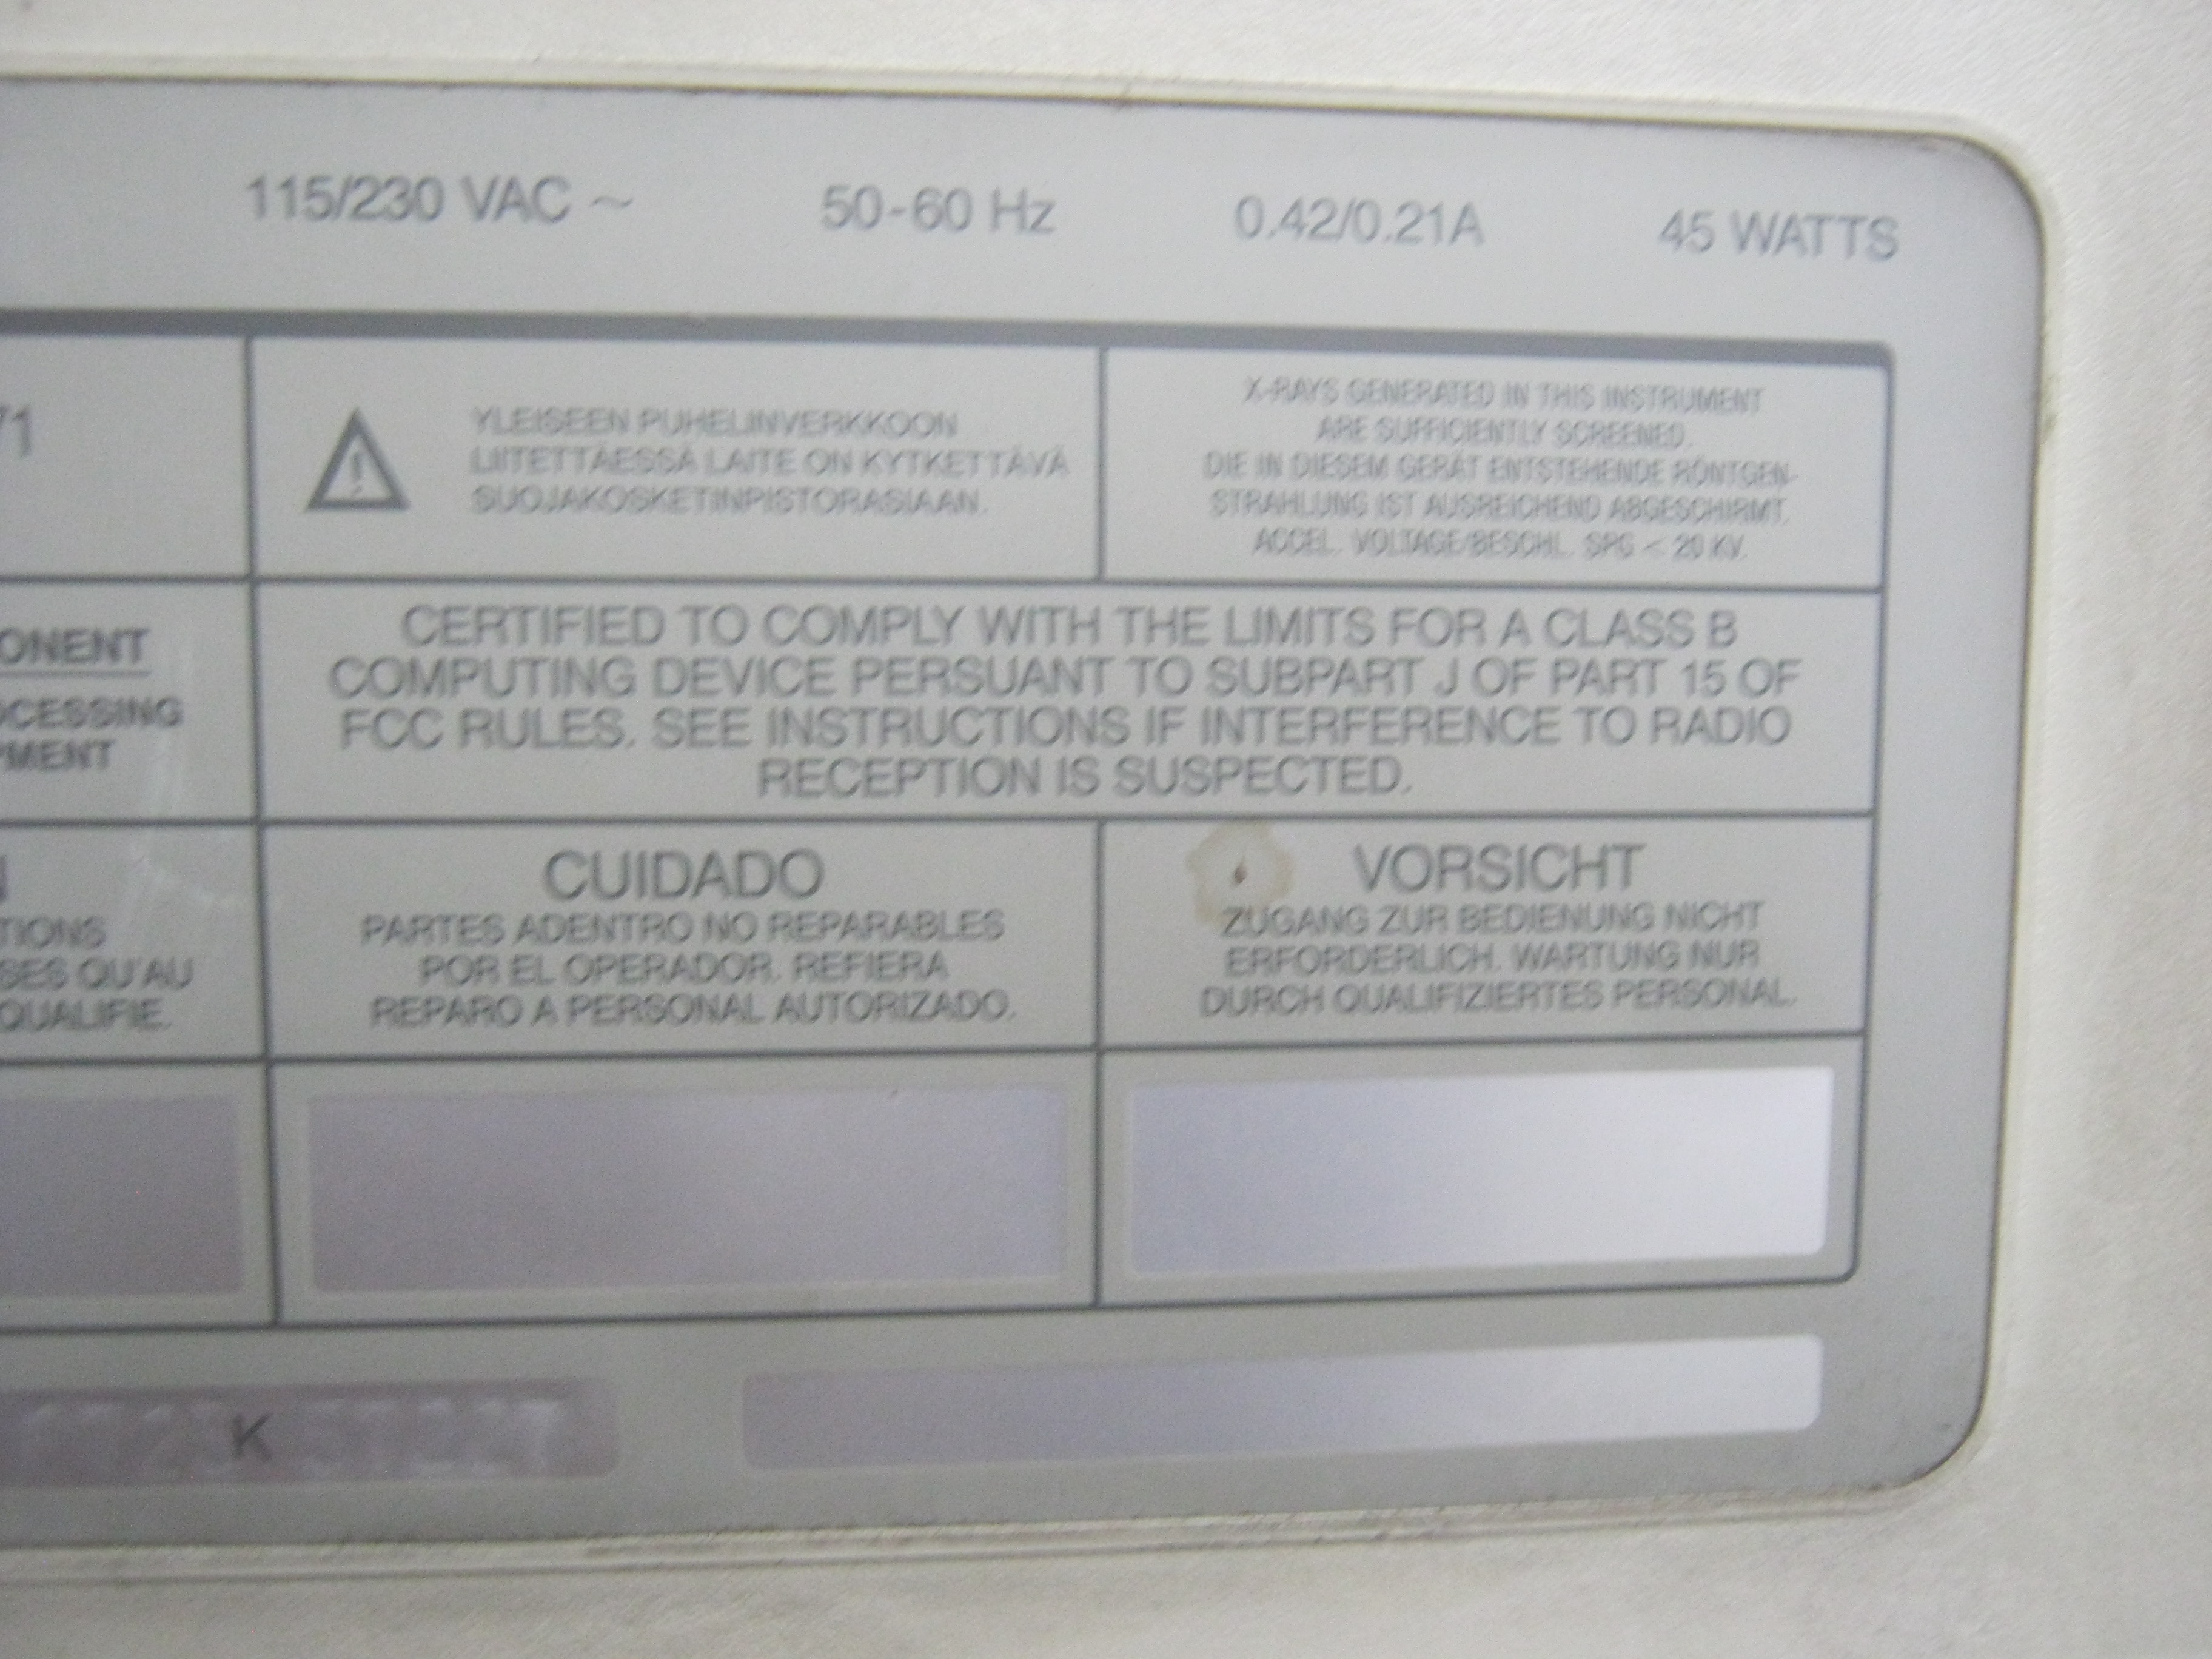 115/230 VAC ~ 50-60 Hz 0.42/0.21A 45 WATTS
71
YLEISEEN PUHELINVERKKOON
LIITETTÄESSÄ LAITE ON KYTKETTÄVÄ
SUOJAKOSKETINPISTORASIAAN.
X-RAYS GENERATED IN THIS INSTRUMENT
ARE SUFFICIENTLY SCREENED.
DIE IN DIESEM GERÄT ENTSTEHENDE RÖNTGEN-
STRAHLUNG IST AUSREICHEND ABGESCHIRMT.
ACCEL. VOLTAGE/BESCHL. SPG < 20 KV.
ONENT
OCESSING
PMENT
CERTIFIED TO COMPLY WITH THE LIMITS FOR A CLASS B
COMPUTING DEVICE PERSUANT TO SUBPART J OF PART 15 OF
FCC RULES. SEE INSTRUCTIONS IF INTERFERENCE TO RADIO
RECEPTION IS SUSPECTED.
N
TIONS
SES QU'AU
QUALIFIE.
CUIDADO
PARTES ADENTRO NO REPARABLES
POR EL OPERADOR. REFIERA
REPARO A PERSONAL AUTORIZADO.
VORSICHT
ZUGANG ZUR BEDIENUNG NICHT
ERFORDERLICH. WARTUNG NUR
DURCH QUALIFIZIERTES PERSONAL.
K